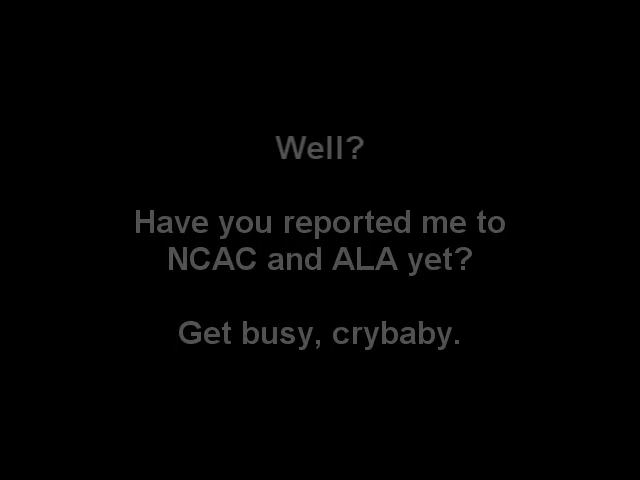 Well?
Have you reported me to
NCAC and ALA yet?
Get busy, crybaby.